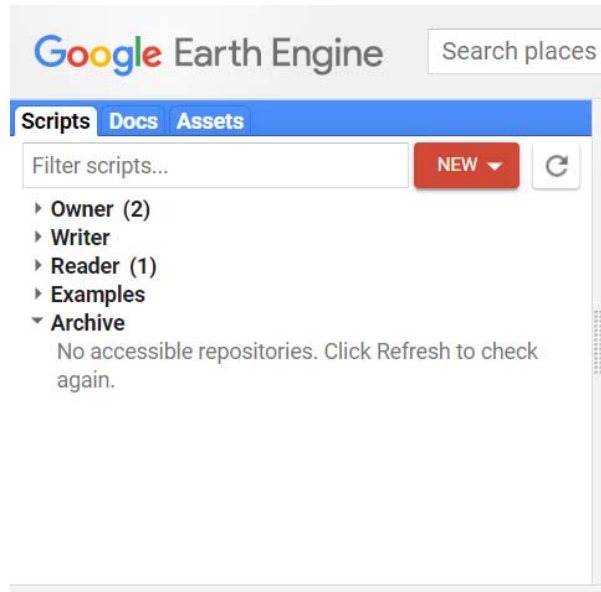 Google Earth Engine
Search places
Scripts Docs Assets
Filter scripts...
NEW
Owner (2)
Writer
Reader (1)
Examples
Archive
No accessible repositories. Click Refresh to check
again.